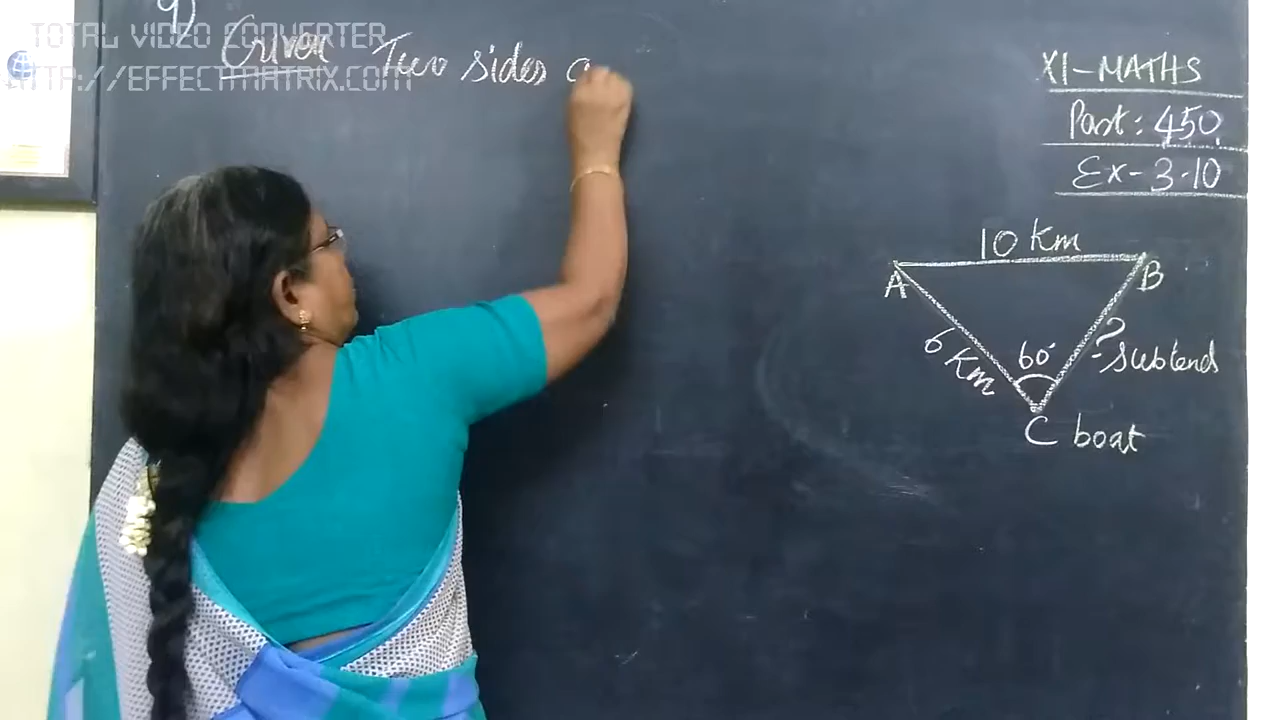 TOTAL VIDEO CONVERTER
HTTP://EFFECTMATRIX.COM
9)
Given Two sides a
XI-MATHS
Part: 450
Ex-3-10
10 Km
A
B
6 Km
60°
? subtend
C boat